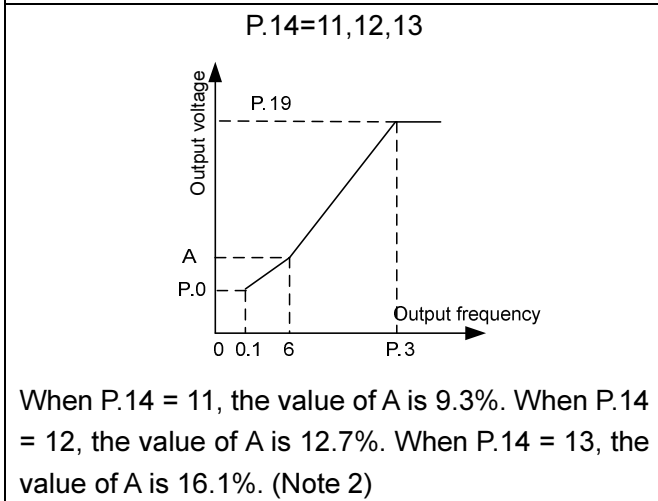 P.14=11,12,13
Output voltage
P.19
A
P.0
Output frequency
0 0.1 6 P.3
When P.14 = 11, the value of A is 9.3%. When P.14
= 12, the value of A is 12.7%. When P.14 = 13, the
value of A is 16.1%. (Note 2)